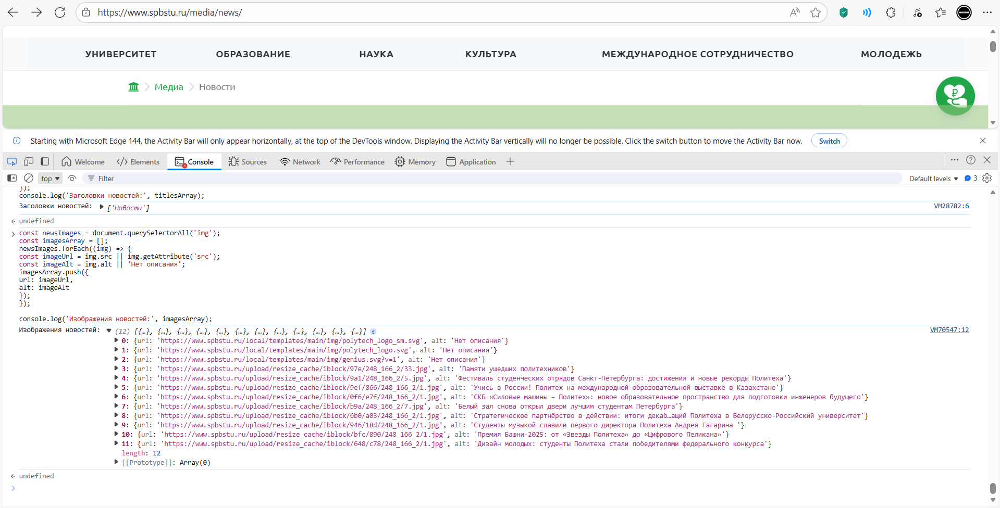 https://www.spbstu.ru/media/news/
УНИВЕРСИТЕТ ОБРАЗОВАНИЕ НАУКА КУЛЬТУРА МЕЖДУНАРОДНОЕ СОТРУДНИЧЕСТВО МОЛОДЕЖЬ
Медиа Новости
Starting with Microsoft Edge 144, the Activity Bar will only appear horizontally, at the top of the DevTools window. Displaying the Activity Bar vertically will no longer be possible. Click the switch button to move the Activity Bar now. Switch
Welcome Elements Console Sources Network Performance Memory Application
top Filter Default levels 3
});
console.log('Заголовки новостей:', titlesArray);
Заголовки новостей: ['Новости'] VM28782:6
undefined
const newsImages = document.querySelectorAll('img');
const imagesArray = [];
newsImages.forEach((img) => {
const imageUrl = img.src || img.getAttribute('src');
const imageAlt = img.alt || 'Нет описания';
imagesArray.push({
url: imageUrl,
alt: imageAlt
});
});
console.log('Изображения новостей:', imagesArray);
Изображения новостей: (12) [{…}, {…}, {…}, {…}, {…}, {…}, {…}, {…}, {…}, {…}, {…}, {…}] i VM70547:12
0: {url: 'https://www.spbstu.ru/local/templates/main/img/polytech_logo_sm.svg', alt: 'Нет описания'}
1: {url: 'https://www.spbstu.ru/local/templates/main/img/polytech_logo.svg', alt: 'Нет описания'}
2: {url: 'https://www.spbstu.ru/local/templates/main/img/genius.svg?v=1', alt: 'Нет описания'}
3: {url: 'https://www.spbstu.ru/upload/resize_cache/iblock/97e/248_166_2/33.jpg', alt: 'Памяти ушедших политехников'}
4: {url: 'https://www.spbstu.ru/upload/resize_cache/iblock/9a1/248_166_2/5.jpg', alt: 'Фестиваль студенческих отрядов Санкт-Петербурга: достижения и новые рекорды Политеха'}
5: {url: 'https://www.spbstu.ru/upload/resize_cache/iblock/9ef/866/248_166_2/1.jpg', alt: 'Учись в России! Политех на международной образовательной выставке в Казахстане'}
6: {url: 'https://www.spbstu.ru/upload/resize_cache/iblock/0f6/e7f/248_166_2/1.jpg', alt: 'СКБ «Силовые машины – Политех»: новое образовательное пространство для подготовки инженеров будущего'}
7: {url: 'https://www.spbstu.ru/upload/resize_cache/iblock/b9a/248_166_2/7.jpg', alt: 'Белый зал снова открыл двери лучшим студентам Петербурга'}
8: {url: 'https://www.spbstu.ru/upload/resize_cache/iblock/6b0/a03/248_166_2/1.jpg', alt: 'Стратегическое партнёрство в действии: итоги декаб…аций Политеха в Белорусско-Российский университет'}
9: {url: 'https://www.spbstu.ru/upload/resize_cache/iblock/946/18d/248_166_2/1.jpg', alt: 'Студенты музыкой славили первого директора Политеха Андрея Гагарина '}
10: {url: 'https://www.spbstu.ru/upload/resize_cache/iblock/bfc/890/248_166_2/1.jpg', alt: 'Премия Башни-2025: от «Звезды Политеха» до «Цифрового Пеликана»'}
11: {url: 'https://www.spbstu.ru/upload/resize_cache/iblock/648/c78/248_166_2/1.jpg', alt: 'Дизайн молодых: студенты Политеха стали победителями федерального конкурса'}
length: 12
[[Prototype]]: Array(0)
undefined